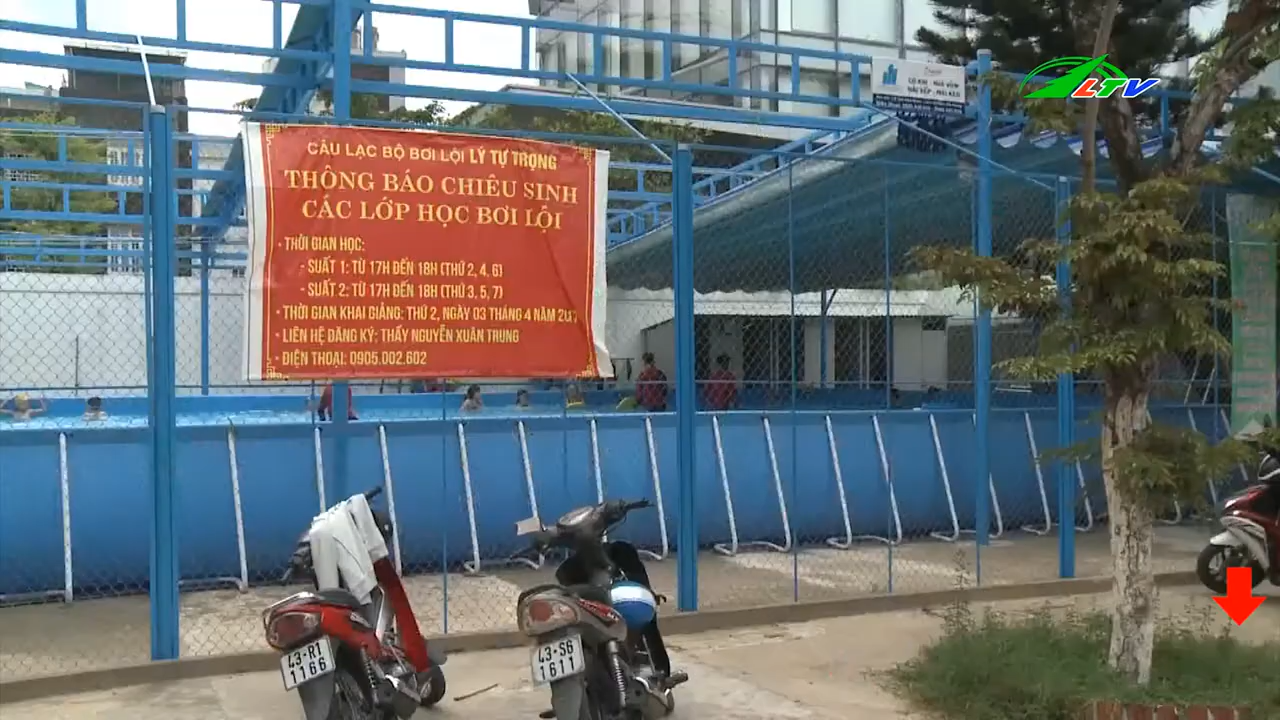 CÂU LẠC BỘ BƠI LỘI LÝ TỰ TRỌNG
THÔNG BÁO CHIÊU SINH
CÁC LỚP HỌC BƠI LỘI
• THỜI GIAN HỌC:
- SUẤT 1: TỪ 17H ĐẾN 18H (THỨ 2, 4, 6)
- SUẤT 2: TỪ 17H ĐẾN 18H (THỨ 3, 5, 7)
• THỜI GIAN KHAI GIẢNG: THỨ 2, NGÀY 03 THÁNG 4 NĂM
• LIÊN HỆ ĐĂNG KÝ: THẦY NGUYỄN XUÂN TRUNG
• ĐIỆN THOẠI: 0905.002.602
LTV
43-R1
1166
43-S6
1611